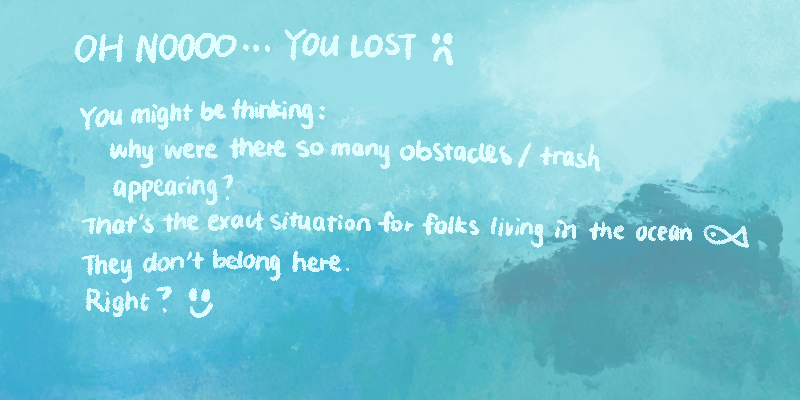 OH NOOOO... YOU LOST :(
You might be thinking:
why were there so many obstacles / trash
appearing?
That's the exact situation for folks living in the ocean
They don't belong here.
Right? :)